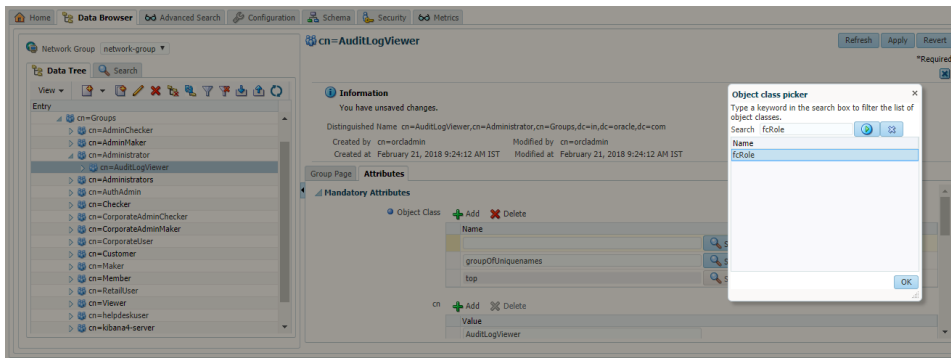 Home Data Browser Advanced Search Configuration Schema Security Metrics
Network Group network-group
Data Tree Search
View
Entry
cn=Groups
cn=AdminChecker
cn=AdminMaker
cn=Administrator
cn=AuditLogViewer
cn=Administrators
cn=AuthAdmin
cn=Checker
cn=CorporateAdminChecker
cn=CorporateAdminMaker
cn=CorporateUser
cn=Customer
cn=Maker
cn=Member
cn=RetailUser
cn=Viewer
cn=helpdeskuser
cn=kibana4-server
cn=AuditLogViewer
Refresh Apply Revert
*Required
Information
You have unsaved changes.
Distinguished Name cn=AuditLogViewer,cn=Administrator,cn=Groups,dc=in,dc=oracle,dc=com
Created by cn=orcladmin Modified by cn=orcladmin
Created at February 21, 2018 9:24:12 AM IST Modified at February 21, 2018 9:24:12 AM IST
Group Page Attributes
Mandatory Attributes
Object Class Add Delete
Name
groupOfUniquenames
top
cn Add Delete
Value
AuditLogViewer
Object class picker
Type a keyword in the search box to filter the list of
object classes.
Search fcRole
Name
fcRole
OK